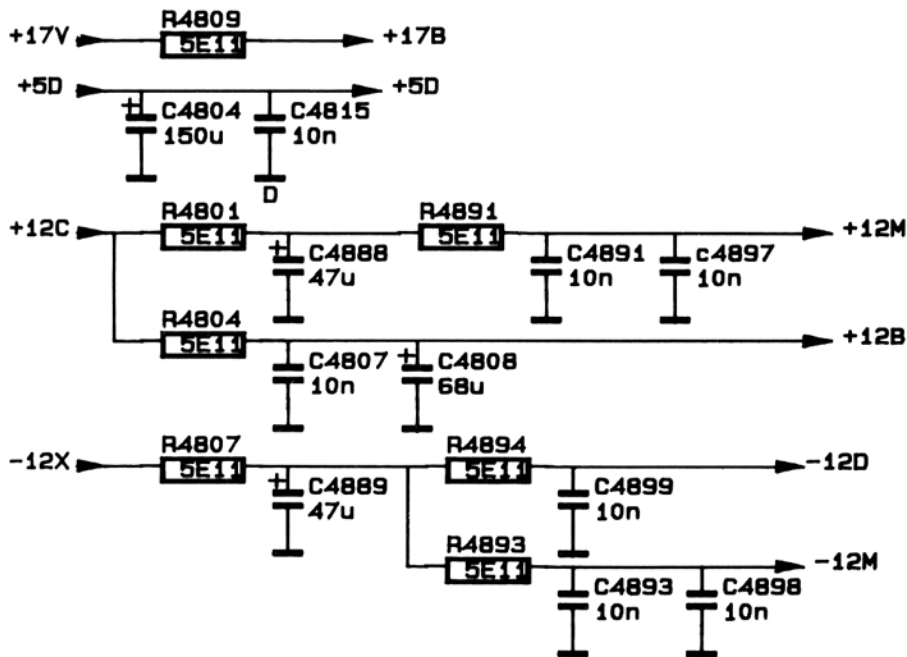 R4809
+17V 5E11 +17B
+5D +5D
+ C4804 C4815
150u 10n
D
R4801 R4891
+12C 5E11 5E11 +12M
+ C4888 C4891 c4897
47u 10n 10n
R4804
5E11 +12B
C4807 + C4808
10n 68u
R4807 R4894
-12X 5E11 5E11 -12D
+ C4889 C4899
47u 10n
R4893
5E11 -12M
C4893 C4898
10n 10n